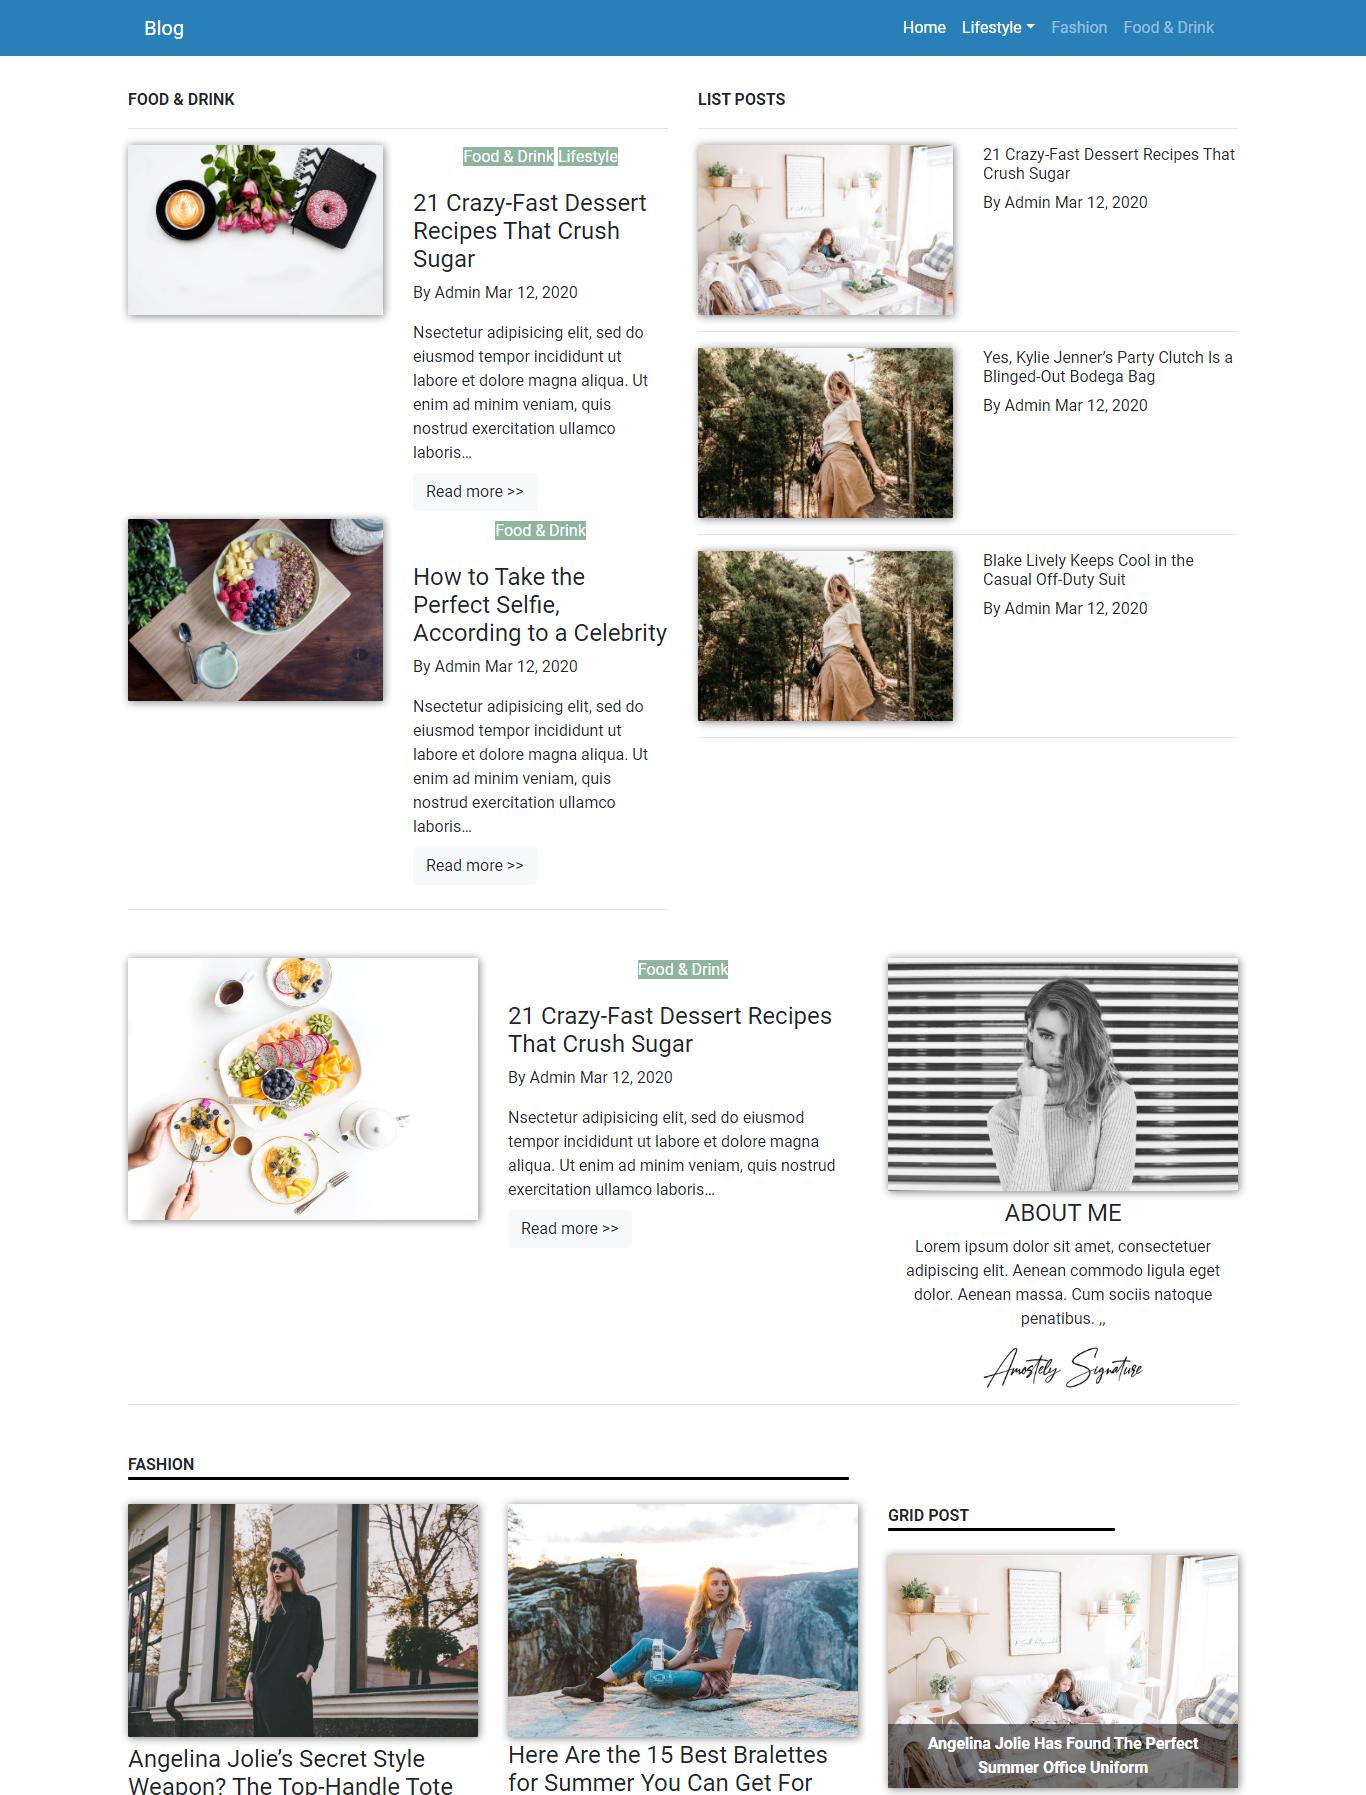 Blog
Home Lifestyle Fashion Food & Drink
FOOD & DRINK
Food & Drink Lifestyle
21 Crazy-Fast Dessert
Recipes That Crush
Sugar
By Admin Mar 12, 2020
Nsectetur adipisicing elit, sed do
eiusmod tempor incididunt ut
labore et dolore magna aliqua. Ut
enim ad minim veniam, quis
nostrud exercitation ullamco
laboris…
Read more >>
Food & Drink
How to Take the
Perfect Selfie,
According to a Celebrity
By Admin Mar 12, 2020
Nsectetur adipisicing elit, sed do
eiusmod tempor incididunt ut
labore et dolore magna aliqua. Ut
enim ad minim veniam, quis
nostrud exercitation ullamco
laboris…
Read more >>
LIST POSTS
21 Crazy-Fast Dessert Recipes That
Crush Sugar
By Admin Mar 12, 2020
Yes, Kylie Jenner’s Party Clutch Is a
Blinged-Out Bodega Bag
By Admin Mar 12, 2020
Blake Lively Keeps Cool in the
Casual Off-Duty Suit
By Admin Mar 12, 2020
Food & Drink
21 Crazy-Fast Dessert Recipes
That Crush Sugar
By Admin Mar 12, 2020
Nsectetur adipisicing elit, sed do eiusmod
tempor incididunt ut labore et dolore magna
aliqua. Ut enim ad minim veniam, quis nostrud
exercitation ullamco laboris…
Read more >>
ABOUT ME
Lorem ipsum dolor sit amet, consectetuer
adipiscing elit. Aenean commodo ligula eget
dolor. Aenean massa. Cum sociis natoque
penatibus. ,,
Amostely Signature
FASHION
Angelina Jolie’s Secret Style
Weapon? The Top-Handle Tote
Here Are the 15 Best Bralettes
for Summer You Can Get For
GRID POST
Angelina Jolie Has Found The Perfect
Summer Office Uniform